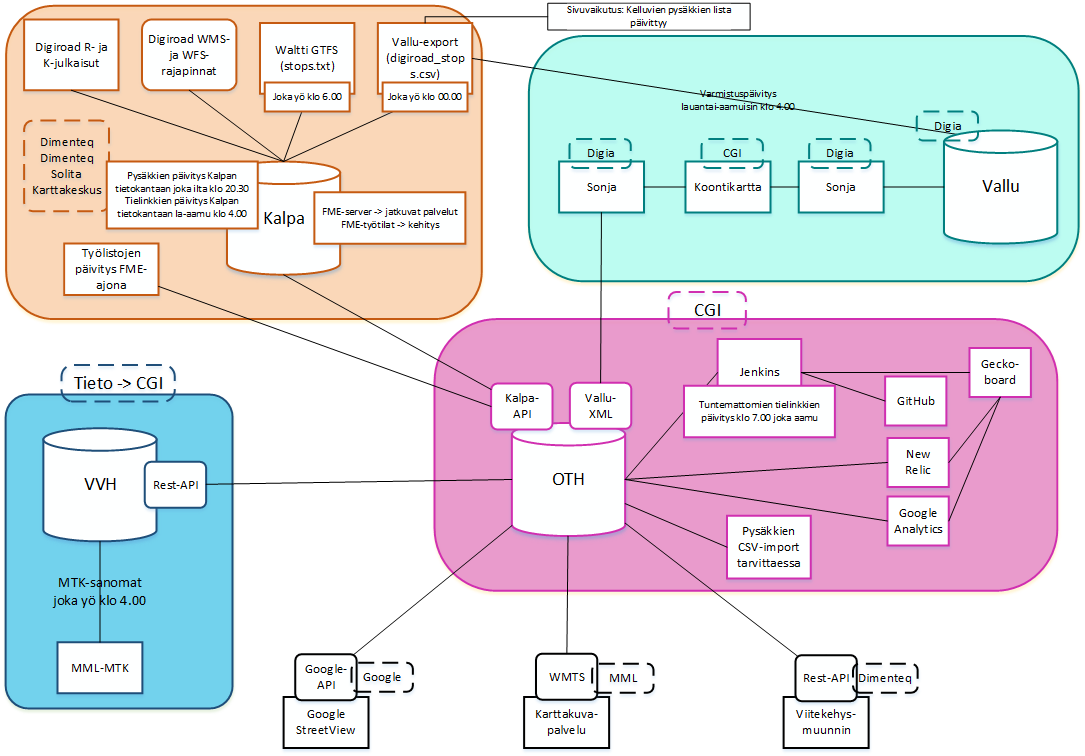 Sivuvaikutus: Kelluvien pysäkkien lista
päivittyy
Digiroad R- ja
K-julkaisut
Digiroad WMS-
ja WFS-
rajapinnat
Waltti GTFS
(stops.txt)
Joka yö klo 6.00
Vallu-export
(digiroad_stop
s.csv)
Joka yö klo 00.00
Dimenteq
Dimenteq
Solita
Karttakeskus
Pysäkkien päivitys Kalpan
tietokantaan joka ilta klo 20.30
Tielinkkien päivitys Kalpan
tietokantaan la-aamu klo 4.00
Kalpa
FME-server -> jatkuvat palvelut
FME-työtilat -> kehitys
Työlistojen
päivitys FME-
ajona
Varmistuspäivitys
lauantai-aamuisin klo 4.00
Digia
Sonja
CGI
Koontikartta
Digia
Sonja
Digia
Vallu
CGI
Kalpa-
API
Vallu-
XML
OTH
Jenkins
Tuntemattomien tielinkkien
päivitys klo 7.00 joka aamu
Gecko-
board
GitHub
New
Relic
Google
Analytics
Pysäkkien
CSV-import
tarvittaessa
Tieto -> CGI
VVH
Rest-API
MTK-sanomat
joka yö klo 4.00
MML-MTK
Google-
API
Google
Google
StreetView
WMTS
MML
Karttakuva-
palvelu
Rest-API
Dimenteq
Viitekehys-
muunnin